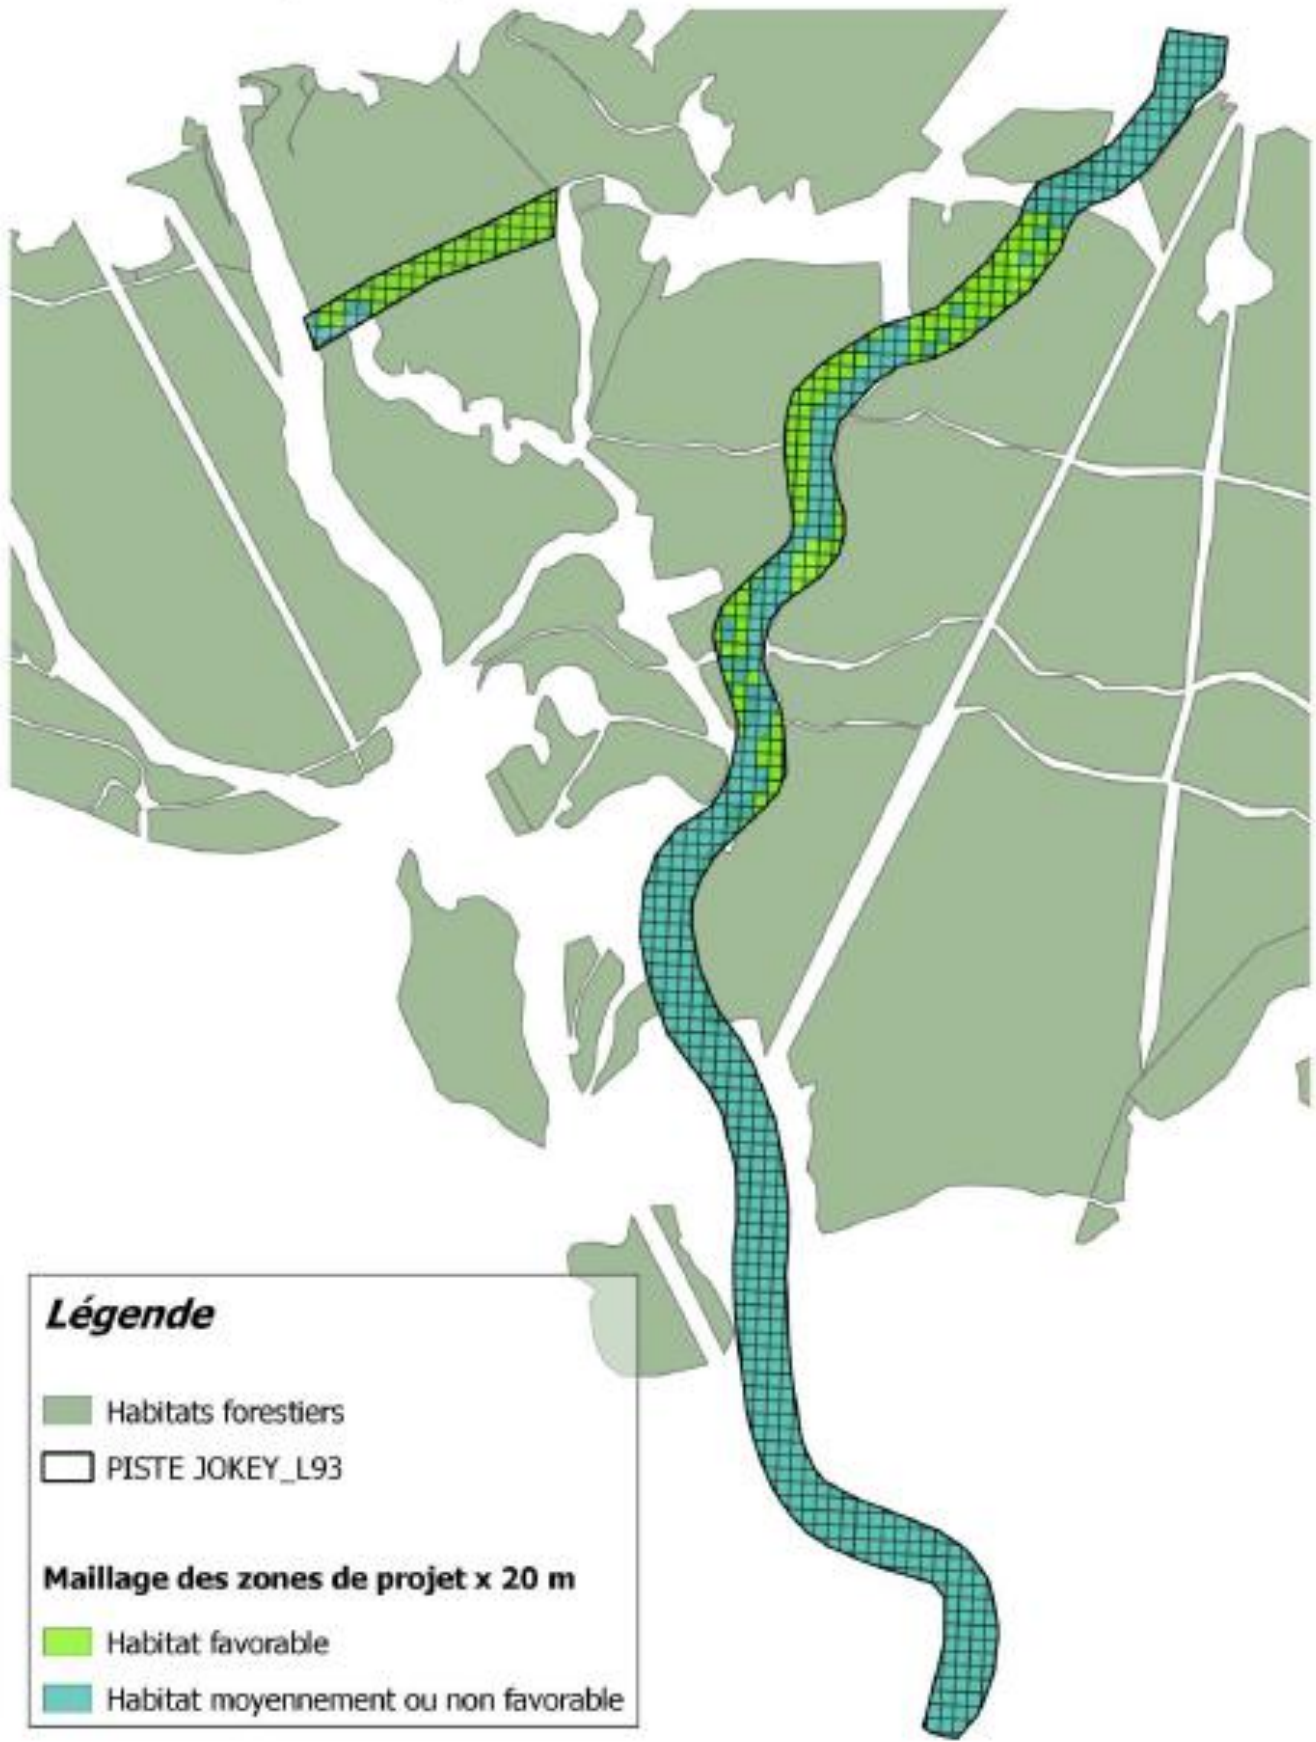 Légende
Habitats forestiers
PISTE JOKEY_L93
Maillage des zones de projet x 20 m
Habitat favorable
Habitat moyennement ou non favorable